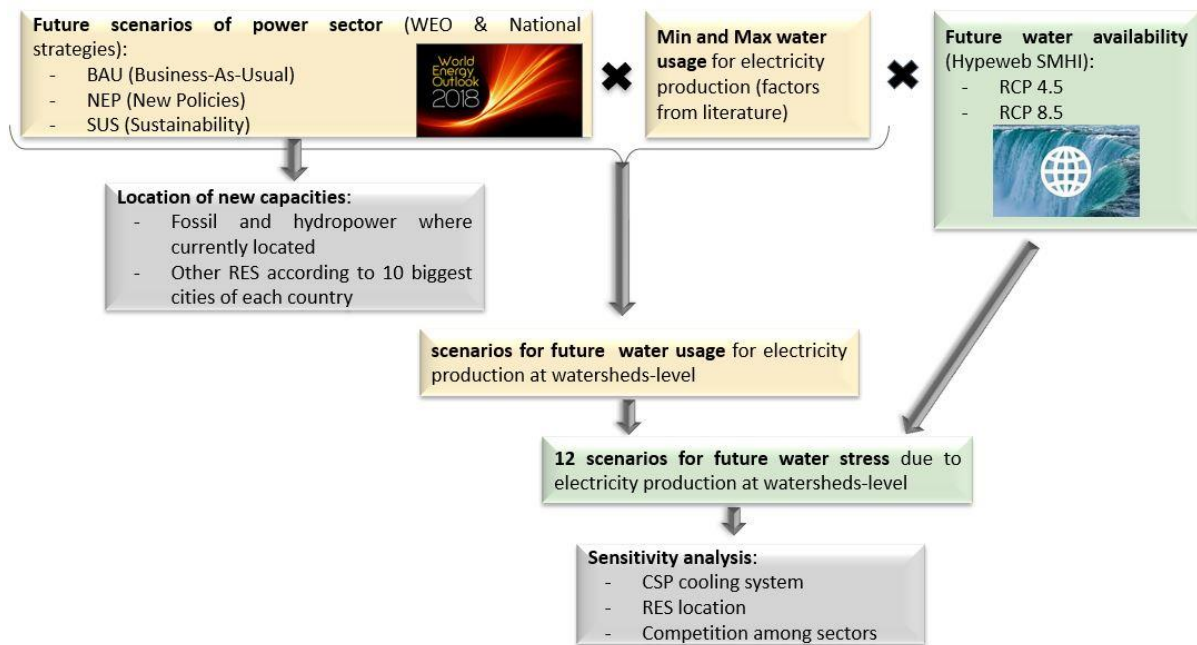 Future scenarios of power sector (WEO & National
strategies):
- BAU (Business-As-Usual)
- NEP (New Policies)
- SUS (Sustainability)
World
Energy
Outlook
2018
Min and Max water
usage for electricity
production (factors
from literature)
Future water availability
(Hypeweb SMHI):
- RCP 4.5
- RCP 8.5
Location of new capacities:
- Fossil and hydropower where
currently located
- Other RES according to 10 biggest
cities of each country
scenarios for future water usage for electricity
production at watersheds-level
12 scenarios for future water stress due to
electricity production at watersheds-level
Sensitivity analysis:
- CSP cooling system
- RES location
- Competition among sectors